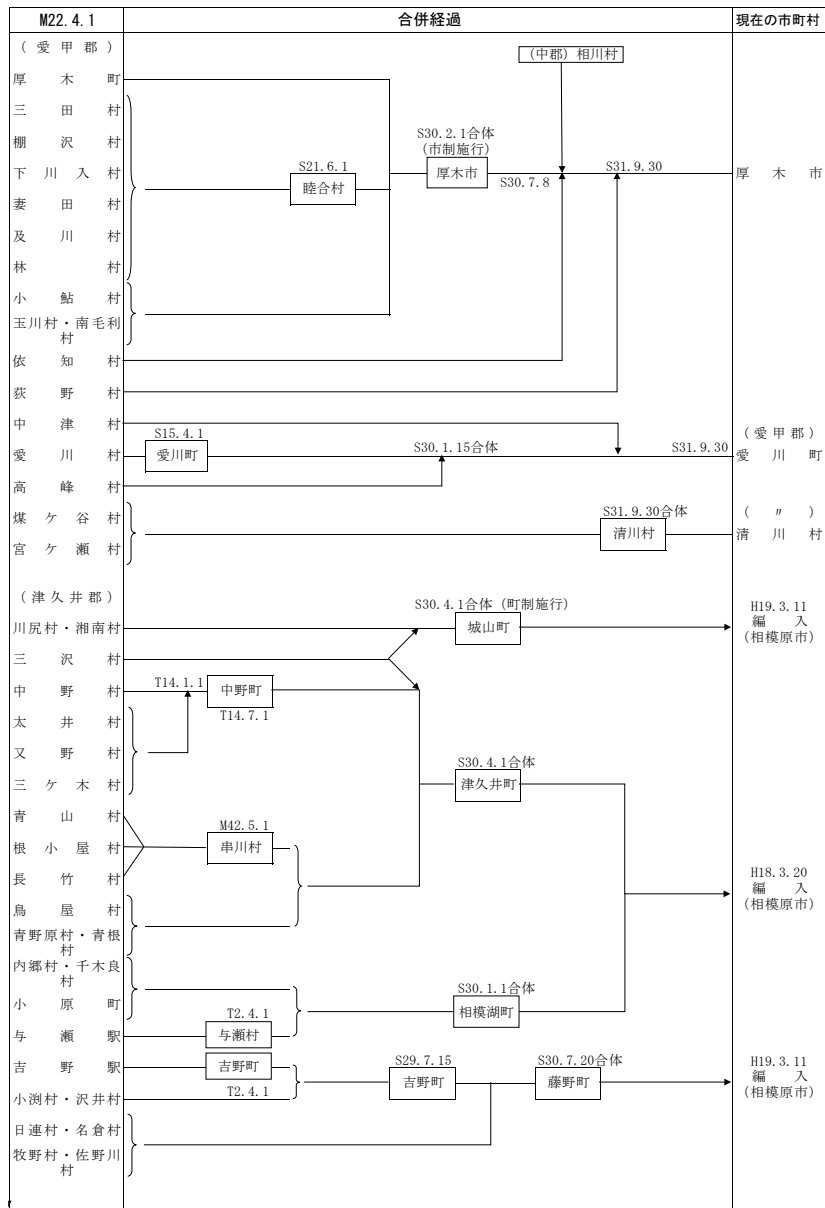 M22.4.1 合併経過 現在の市町村
（愛甲郡）
（中郡）相川村
厚木町
三田村
棚沢村
S30.2.1合体
（市制施行）
下川入村
S21.6.1
睦合村
厚木市
S30.7.8
S31.9.30
厚木市
妻田村
及川村
林村
小鮎村
玉川村・南毛利
村
依知村
荻野村
中津村
（愛甲郡）
愛川村
S15.4.1
愛川町
S30.1.15合体
S31.9.30
愛川町
高峰村
煤ケ谷村
S31.9.30合体
（〃）
宮ケ瀬村
清川村
清川村
（津久井郡）
S30.4.1合体（町制施行）
H19.3.11
編入
（相模原市）
川尻村・湘南村
城山町
三沢村
中野村
T14.1.1
中野町
T14.7.1
太井村
又野村
S30.4.1合体
三ケ木村
津久井町
青山村
M42.5.1
根小屋村
串川村
長竹村
H18.3.20
編入
（相模原市）
鳥屋村
青野原村・青根
村
内郷村・千木良
村
S30.1.1合体
小原町
相模湖町
T2.4.1
与瀬駅
与瀬村
吉野駅
吉野町
T2.4.1
S29.7.15
吉野町
S30.7.20合体
藤野町
H19.3.11
編入
（相模原市）
小渕村・沢井村
日連村・名倉村
牧野村・佐野川
村